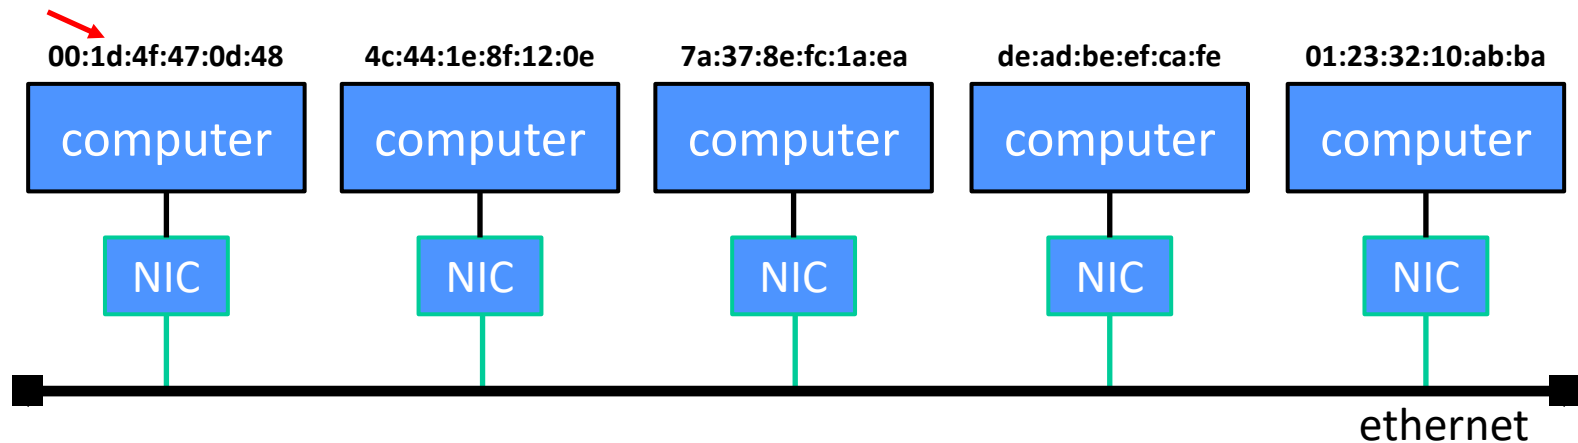 00:1d:4f:47:0d:48 4c:44:1e:8f:12:0e 7a:37:8e:fc:1a:ea de:ad:be:ef:ca:fe 01:23:32:10:ab:ba
computer computer computer computer computer
NIC NIC NIC NIC NIC
ethernet